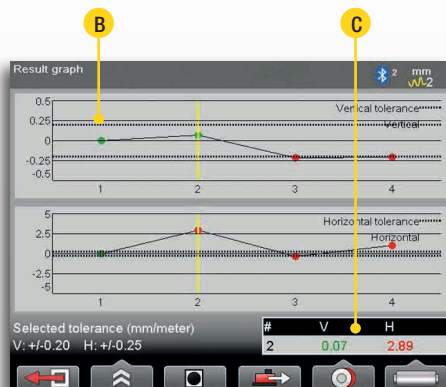 B C
Result graph
2 mm
2
0.5
0.25
0
-0.25
-0.5
Vertical tolerance
Vertical
1 2 3 4
5
2.5
0
-2.5
-5
Horizontal tolerance
Horizontal
1 2 3 4
Selected tolerance (mm/meter)
V: +/-0.20 H: +/-0.25
# V H
2 0.07 2.89